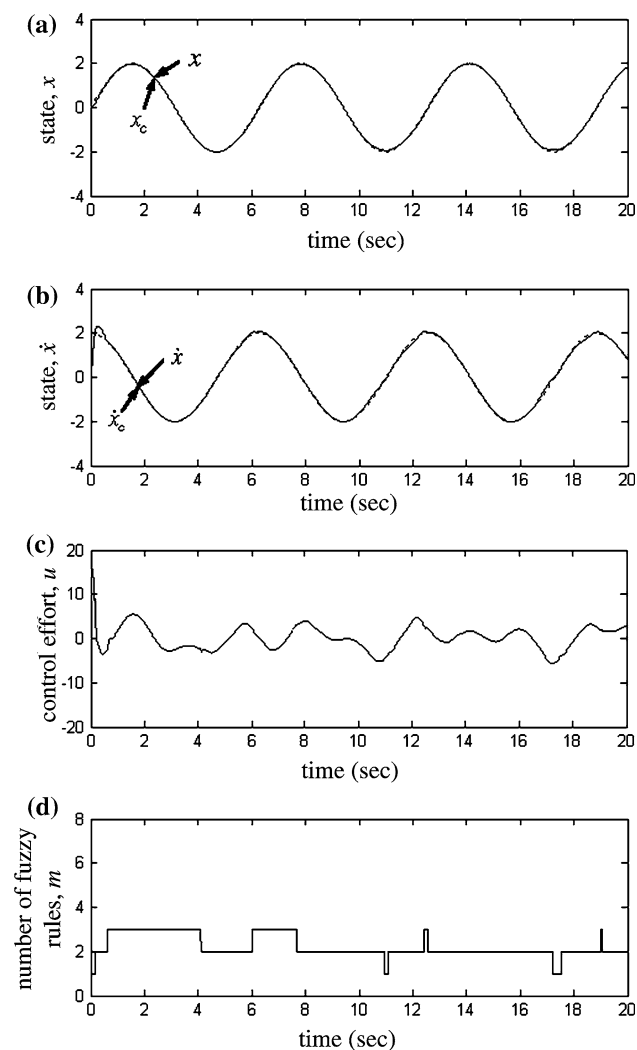 (a)
4
2
0
-2
-4
state, x
x
x_c
0 2 4 6 8 10 12 14 16 18 20
time (sec)
(b)
4
2
0
-2
-4
state, ẋ
ẋ
ẋ_c
0 2 4 6 8 10 12 14 16 18 20
time (sec)
(c)
20
10
0
-10
-20
control effort, u
0 2 4 6 8 10 12 14 16 18 20
time (sec)
(d)
8
6
4
2
0
number of fuzzy
rules, m
0 2 4 6 8 10 12 14 16 18 20
time (sec)